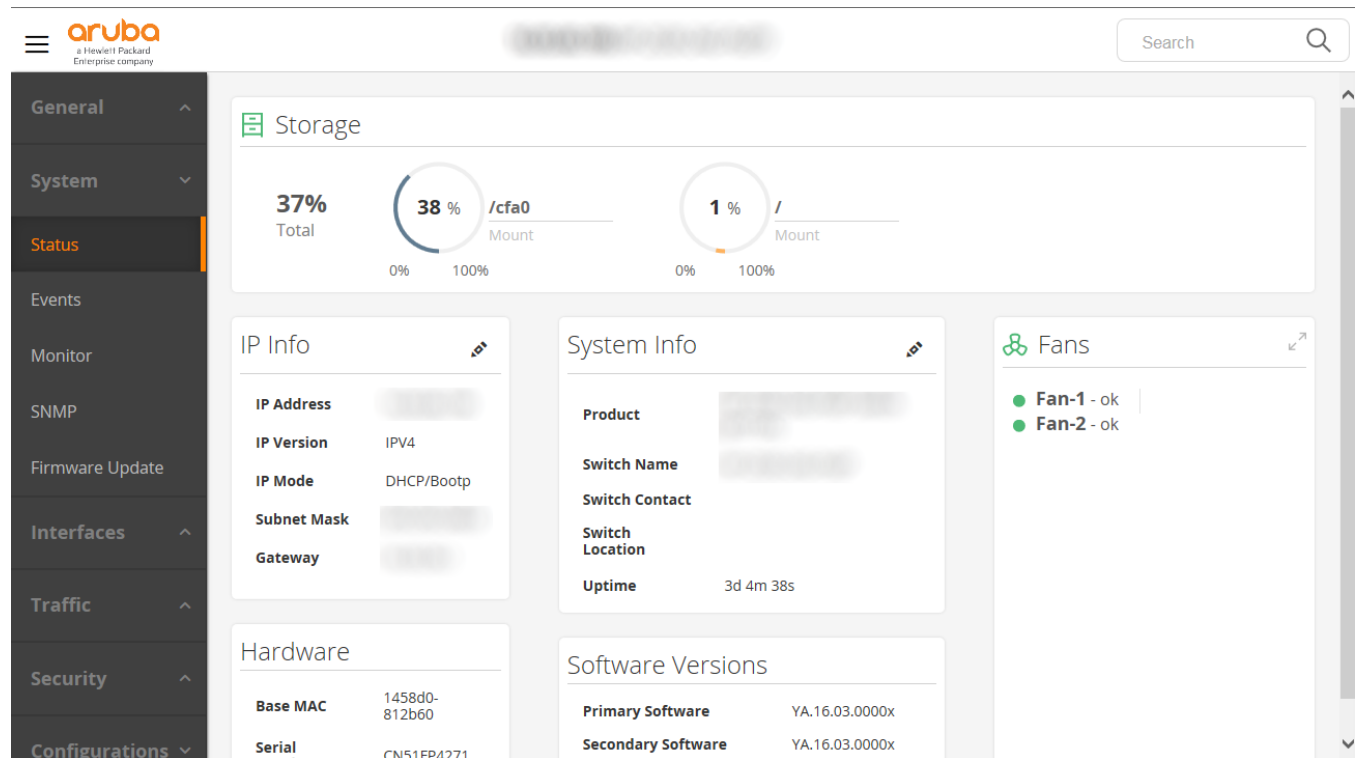 aruba
a Hewlett Packard
Enterprise company
Search
General
System
Status
Events
Monitor
SNMP
Firmware Update
Interfaces
Traffic
Security
Configurations
Storage
37%
Total
38 %
/cfa0
Mount
0% 100%
1 %
/
Mount
0% 100%
IP Info
IP Address
IP Version IPV4
IP Mode DHCP/Bootp
Subnet Mask
Gateway
System Info
Product
Switch Name
Switch Contact
Switch
Location
Uptime 3d 4m 38s
Fans
Fan-1 - ok
Fan-2 - ok
Hardware
Base MAC 1458d0-
812b60
Serial CN51FP4271
Software Versions
Primary Software YA.16.03.0000x
Secondary Software YA.16.03.0000x